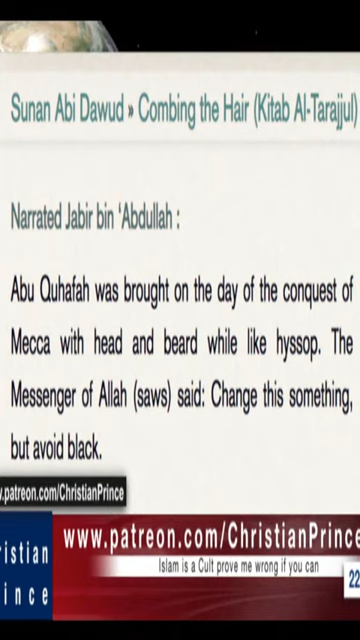 Sunan Abi Dawud » Combing the Hair (Kitab Al-Tarajjul)
Narrated Jabir bin 'Abdullah :
Abu Quhafah was brought on the day of the conquest of
Mecca with head and beard while like hyssop. The
Messenger of Allah (saws) said: Change this something,
but avoid black.
w.patreon.com/ChristianPrince
www.patreon.com/ChristianPrince
Islam is a Cult prove me wrong if you can
ristian
rince
22